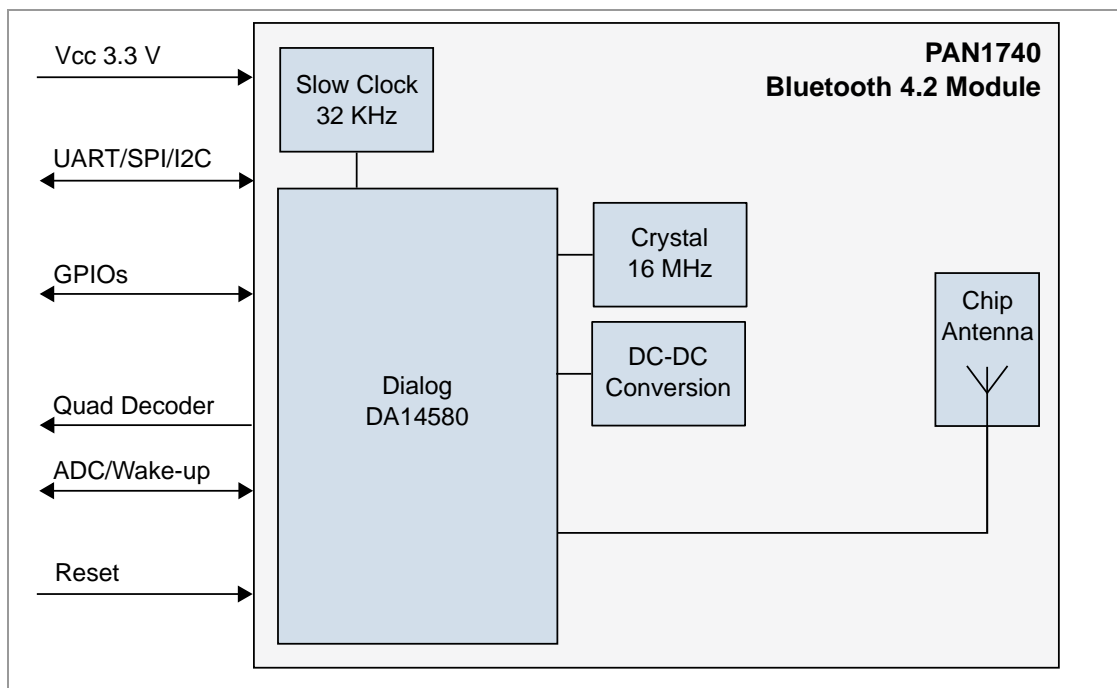 Vcc 3.3 V
UART/SPI/I2C
GPIOs
Quad Decoder
ADC/Wake-up
Reset
PAN1740
Bluetooth 4.2 Module
Slow Clock
32 KHz
Dialog
DA14580
Crystal
16 MHz
DC-DC
Conversion
Chip
Antenna